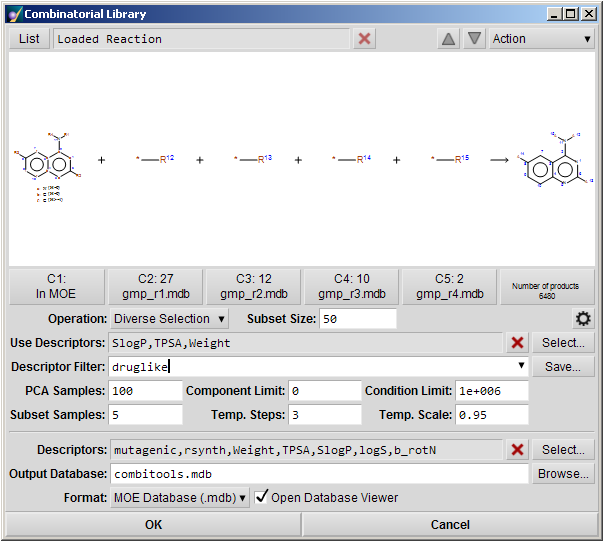 Combinatorial Library
List Loaded Reaction Action
+ *—R12 + *—R13 + *—R14 + *—R15
C1: C2: 27 C3: 12 C4: 10 C5: 2 Number of products
In MOE gmp_r1.mdb gmp_r2.mdb gmp_r3.mdb gmp_r4.mdb 6480
Operation: Diverse Selection Subset Size: 50
Use Descriptors: SlogP,TPSA,Weight Select...
Descriptor Filter: druglike Save...
PCA Samples: 100 Component Limit: 0 Condition Limit: 1e+006
Subset Samples: 5 Temp. Steps: 3 Temp. Scale: 0.95
Descriptors: mutagenic,rsynth,Weight,TPSA,SlogP,logS,b_rotN Select...
Output Database: combitools.mdb Browse...
Format: MOE Database (.mdb) Open Database Viewer
OK Cancel